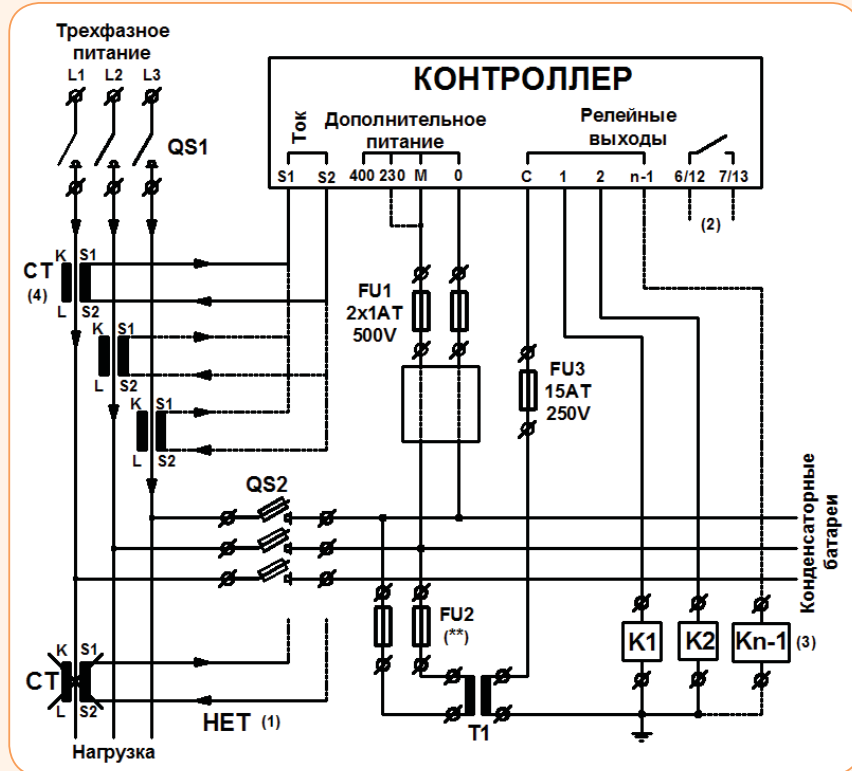 Трехфазное
питание
L1 L2 L3
QS1
КОНТРОЛЛЕР
Ток
Дополнительное
питание
Релейные
выходы
S1 S2 400 230 M 0 C 1 2 n-1 6/12 7/13
(2)
K S1
CT
(4)
L S2
K S1
L S2
K S1
L S2
FU1
2x1AT
500V
FU3
15AT
250V
QS2
Конденсаторные
батареи
FU2
(**)
K1 K2 Kn-1 (3)
K S1
CT
L S2
НЕТ (1)
T1
Нагрузка